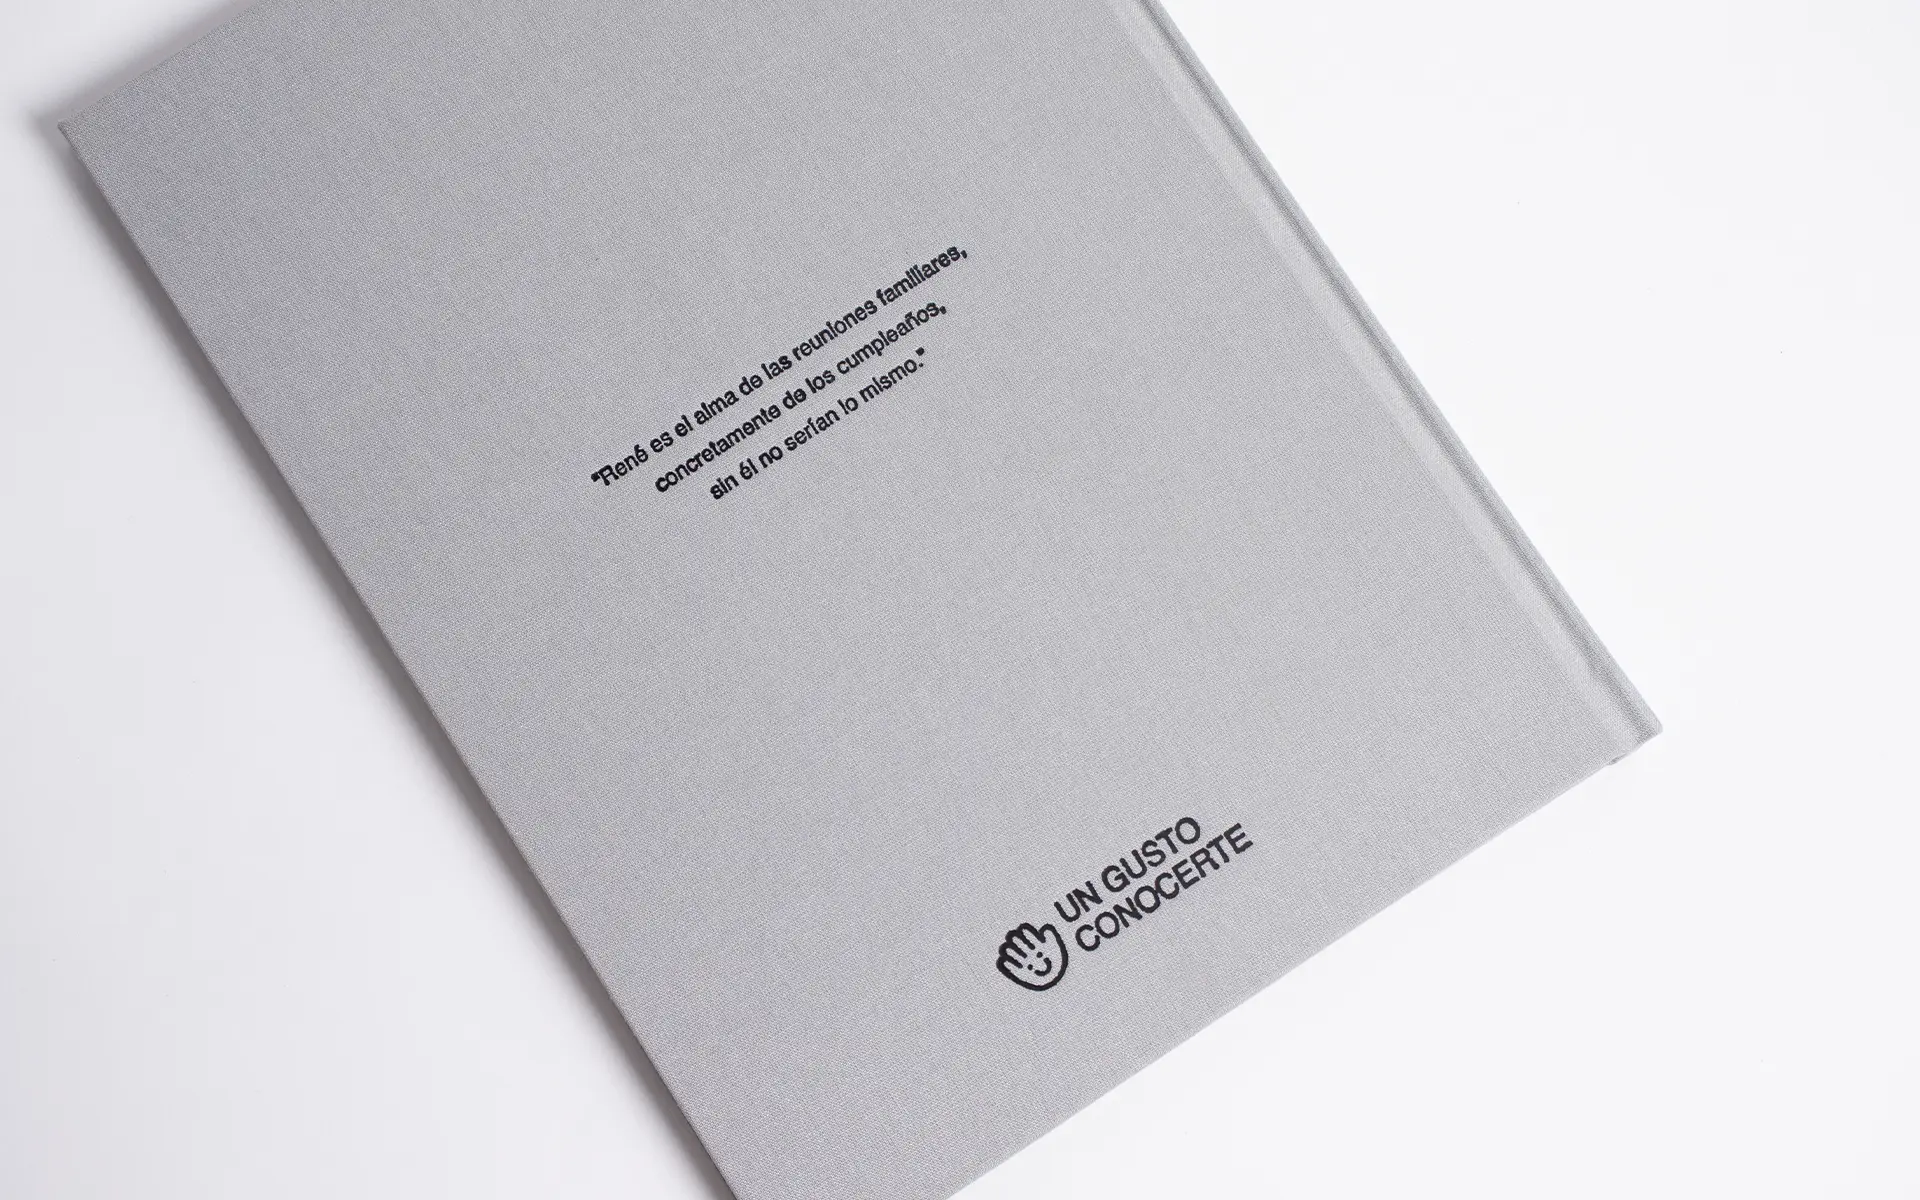 "René es el alma de las reuniones familiares,
concretamente de los cumpleaños,
sin él no serían lo mismo."
UN GUSTO
CONOCERTE